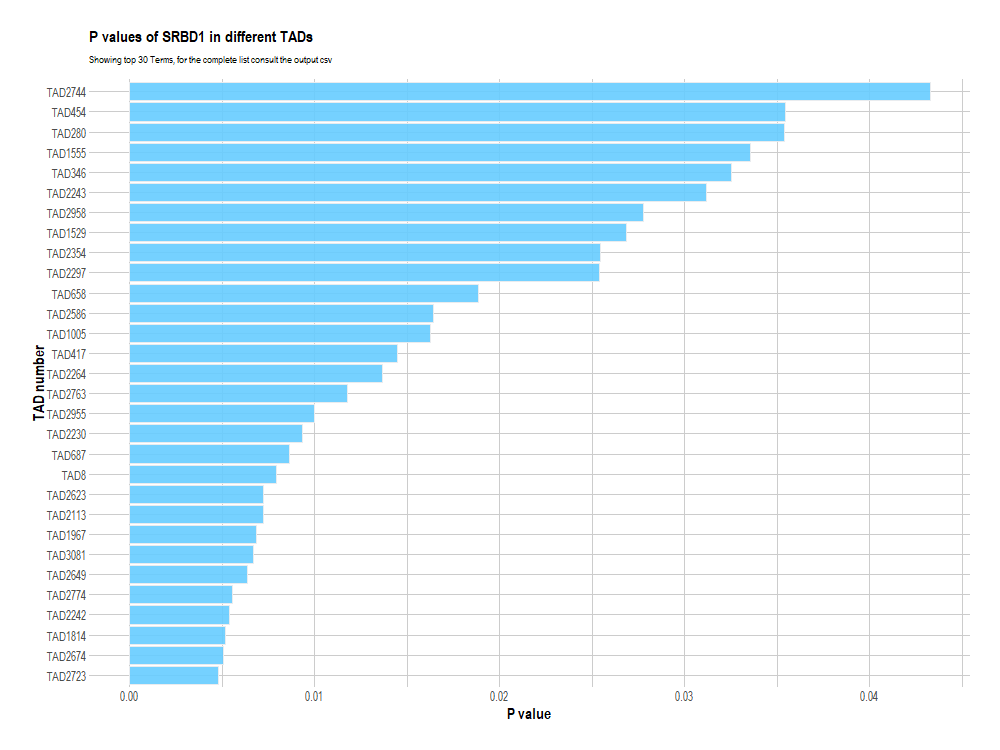 P values of SRBD1 in different TADs
Showing top 30 Terms, for the complete list consult the output csv
TAD number
TAD2744
TAD454
TAD280
TAD1555
TAD346
TAD2243
TAD2958
TAD1529
TAD2354
TAD2297
TAD658
TAD2586
TAD1005
TAD417
TAD2264
TAD2763
TAD2955
TAD2230
TAD687
TAD8
TAD2623
TAD2113
TAD1967
TAD3081
TAD2649
TAD2774
TAD2242
TAD1814
TAD2674
TAD2723
0.00 0.01 0.02 0.03 0.04
P value